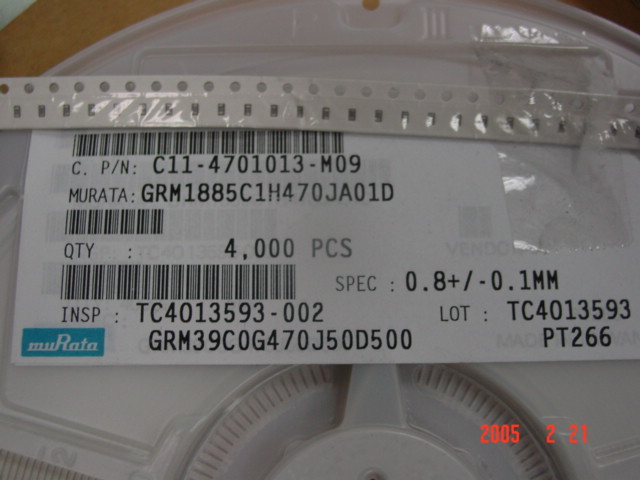 C. P/N: C11-4701013-M09
MURATA: GRM1885C1H470JA01D
QTY : 4,000 PCS
SPEC : 0.8+/-0.1MM
INSP : TC4013593-002 LOT : TC4013593
muRata GRM39C0G470J50D500 PT266
2005 2 21